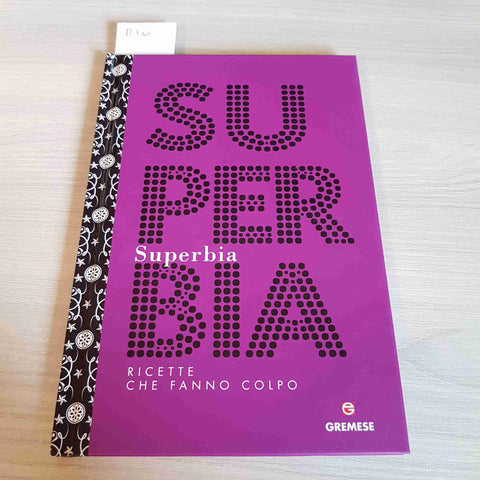 SU
PER
Superbia
BIA
RICETTE
CHE FANNO COLPO
GREMESE